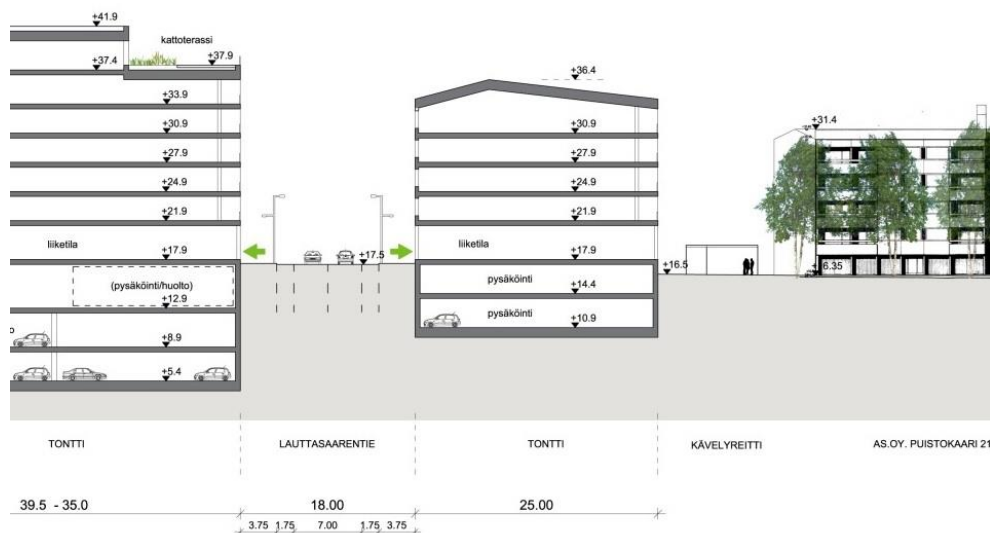 +41.9
kattoterassi
+37.4
+37.9
+33.9
+30.9
+27.9
+24.9
+21.9
liiketila
+17.9
(pysäköinti/huolto)
+12.9
+8.9
+5.4
+17.5
+36.4
+30.9
+27.9
+24.9
+21.9
liiketila
+17.9
pysäköinti
+14.4
pysäköinti
+10.9
+16.5
+31.4
6.35
TONTTI
LAUTTASAARENTIE
TONTTI
KÄVELYREITTI
AS.OY. PUISTOKAARI 21
39.5 - 35.0
18.00
25.00
3.75 1.75 7.00 1.75 3.75